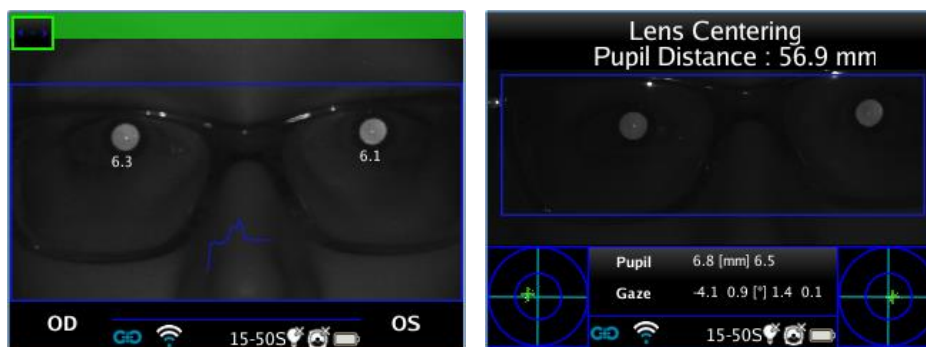 6.3
6.1
OD
OS
15-50S
Lens Centering
Pupil Distance : 56.9 mm
Pupil 6.8 [mm] 6.5
Gaze -4.1 0.9 [°] 1.4 0.1
15-50S